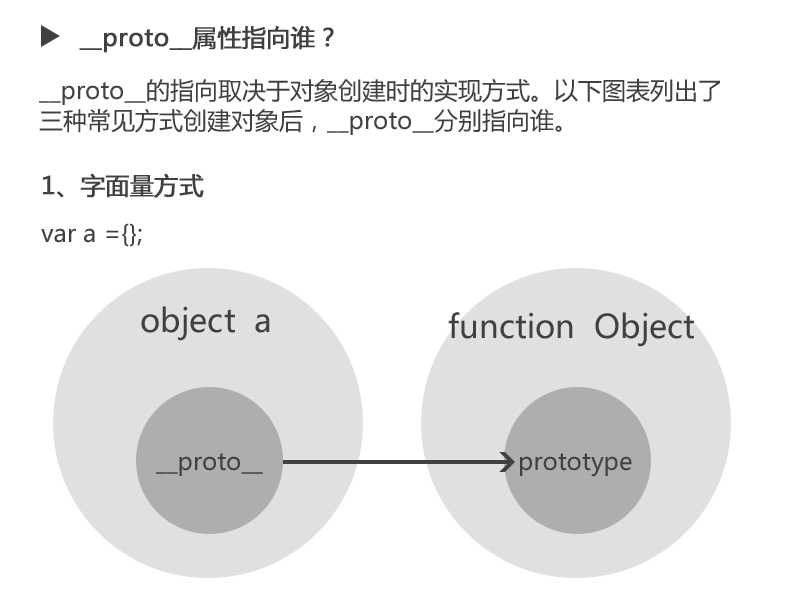 ▶ __proto__属性指向谁？
__proto__的指向取决于对象创建时的实现方式。以下图表列出了
三种常见方式创建对象后，__proto__分别指向谁。
1、字面量方式
var a ={};
object a
function Object
__proto__
prototype